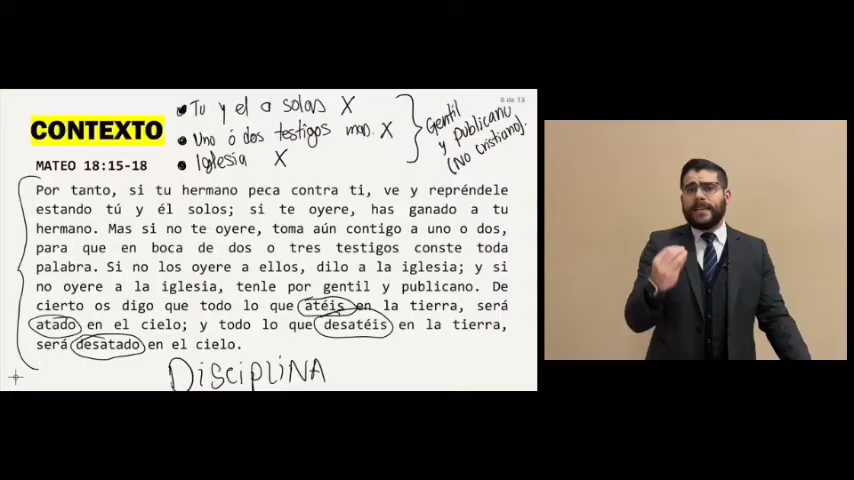 6 de 13
• Tu y el a solas X
• Uno ó dos testigos mas. X
• Iglesia X
Gentil
y Publicano
(No cristiano).
CONTEXTO
MATEO 18:15-18
Por tanto, si tu hermano peca contra ti, ve y repréndele
estando tú y él solos; si te oyere, has ganado a tu
hermano. Mas si no te oyere, toma aún contigo a uno o dos,
para que en boca de dos o tres testigos conste toda
palabra. Si no los oyere a ellos, dilo a la iglesia; y si
no oyere a la iglesia, tenle por gentil y publicano. De
cierto os digo que todo lo que atéis en la tierra, será
atado en el cielo; y todo lo que desatéis en la tierra,
será desatado en el cielo.
DISCIPLINA